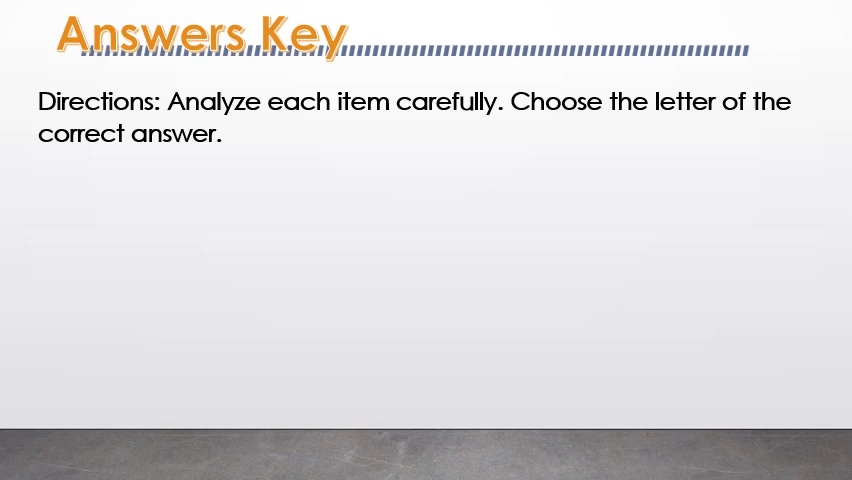 Answers Key
Directions: Analyze each item carefully. Choose the letter of the
correct answer.